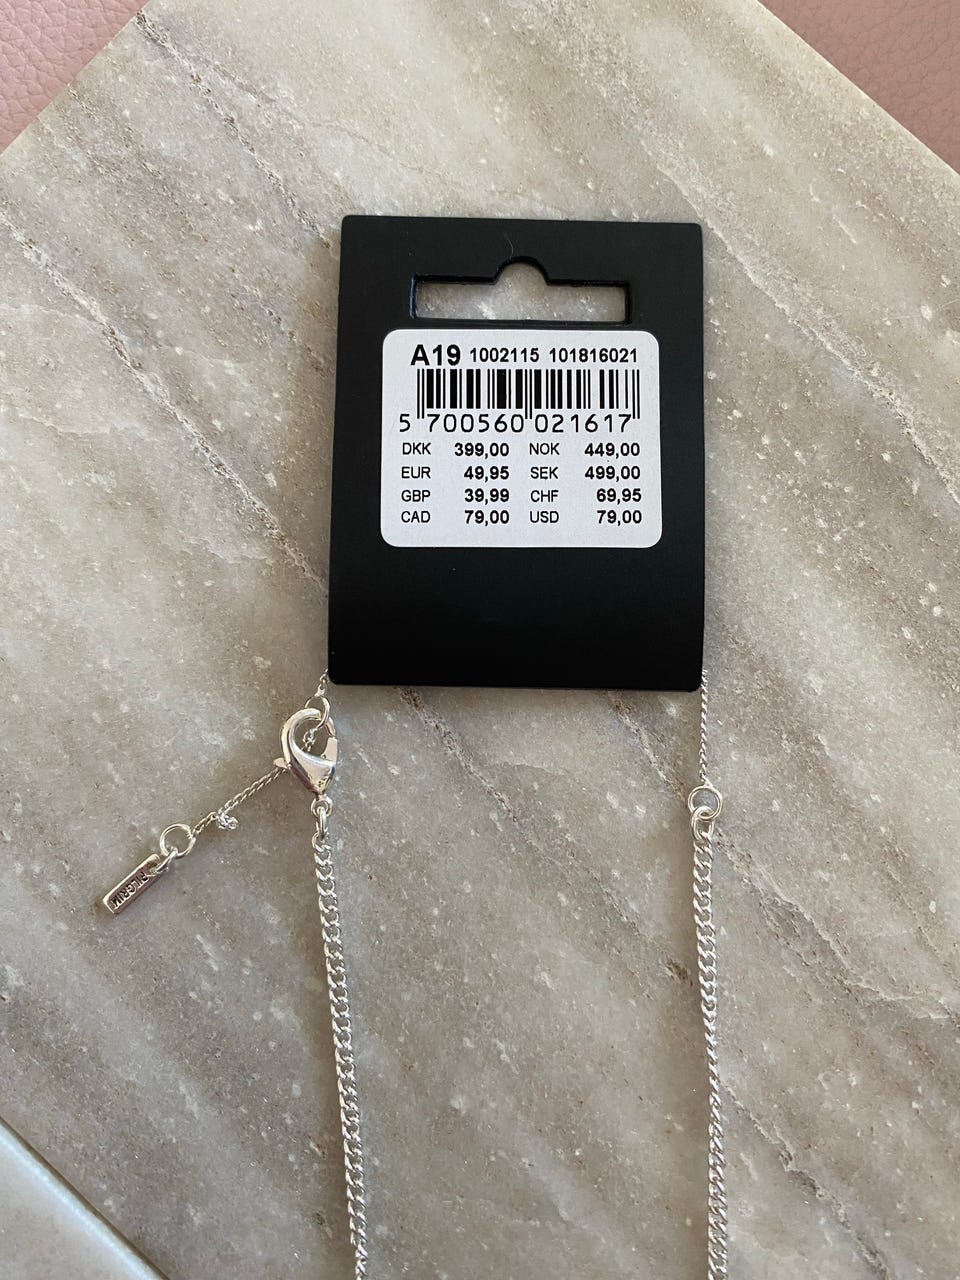 A19 1002115 101816021
5 700560 021617
DKK 399,00 NOK 449,00
EUR 49,95 SEK 499,00
GBP 39,99 CHF 69,95
CAD 79,00 USD 79,00
PILGRIM